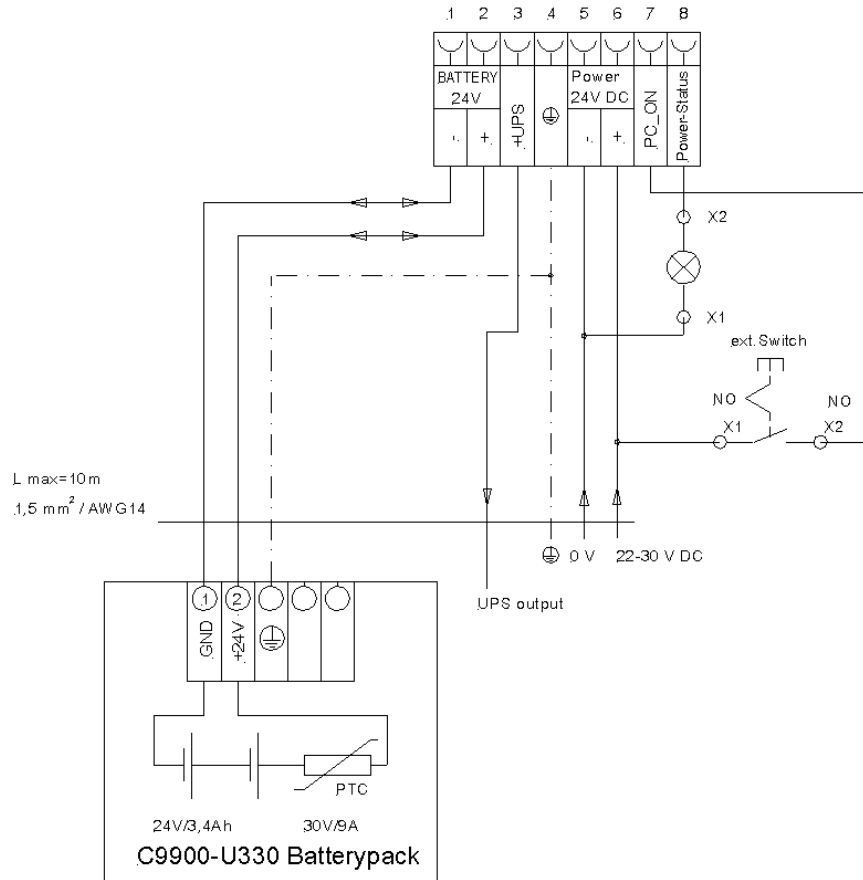 1 2 3 4 5 6 7 8
BATTERY
24V
- +
+UPS
Power
24V DC
- +
PC_ON
Power-Status
X2
X1
ext.Switch
NO NO
X1 X2
L max=10m
1,5 mm² / AWG14
0 V 22-30 V DC
UPS output
1 2
GND
+24V
PTC
24V/3,4Ah 30V/9A
C9900-U330 Batterypack